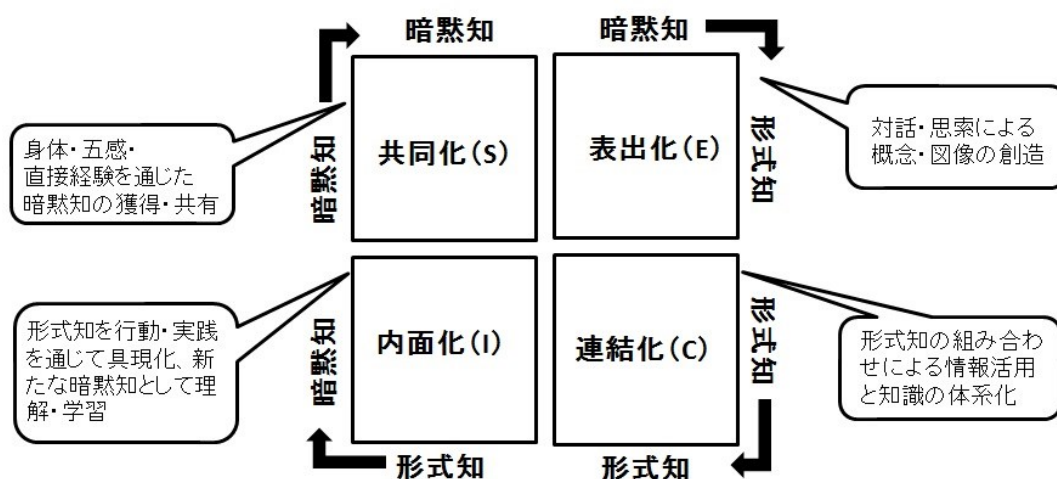 暗黙知
暗黙知
身体・五感・
直接経験を通じた
暗黙知の獲得・共有
暗黙知
共同化(S)
表出化(E)
形式知
対話・思索による
概念・図像の創造
形式知を行動・実践
を通じて具現化、新
たな暗黙知として理
解・学習
暗黙知
内面化(I)
連結化(C)
形式知
形式知の組み合わ
せによる情報活用
と知識の体系化
形式知
形式知